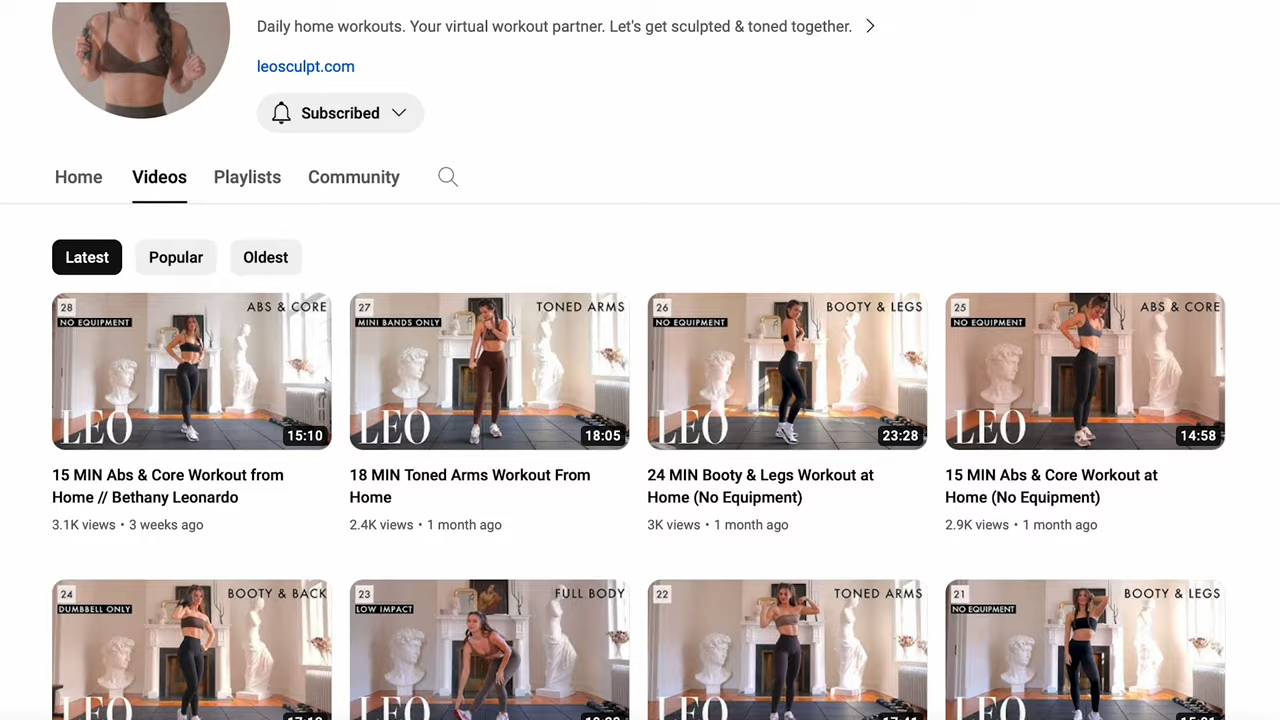 Daily home workouts. Your virtual workout partner. Let's get sculpted & toned together.
leosculpt.com
Subscribed
Home Videos Playlists Community
Latest Popular Oldest
28 ABS & CORE
NO EQUIPMENT
LEO
15:10
27 TONED ARMS
MINI BANDS ONLY
LEO
18:05
26 BOOTY & LEGS
NO EQUIPMENT
LEO
23:28
25 ABS & CORE
NO EQUIPMENT
LEO
14:58
15 MIN Abs & Core Workout from
Home // Bethany Leonardo
3.1K views • 3 weeks ago
18 MIN Toned Arms Workout From
Home
2.4K views • 1 month ago
24 MIN Booty & Legs Workout at
Home (No Equipment)
3K views • 1 month ago
15 MIN Abs & Core Workout at
Home (No Equipment)
2.9K views • 1 month ago
24 BOOTY & BACK
DUMBBELL ONLY
LEO
23 FULL BODY
LOW IMPACT
LEO
22 TONED ARMS
LEO
21 BOOTY & LEGS
NO EQUIPMENT
LEO